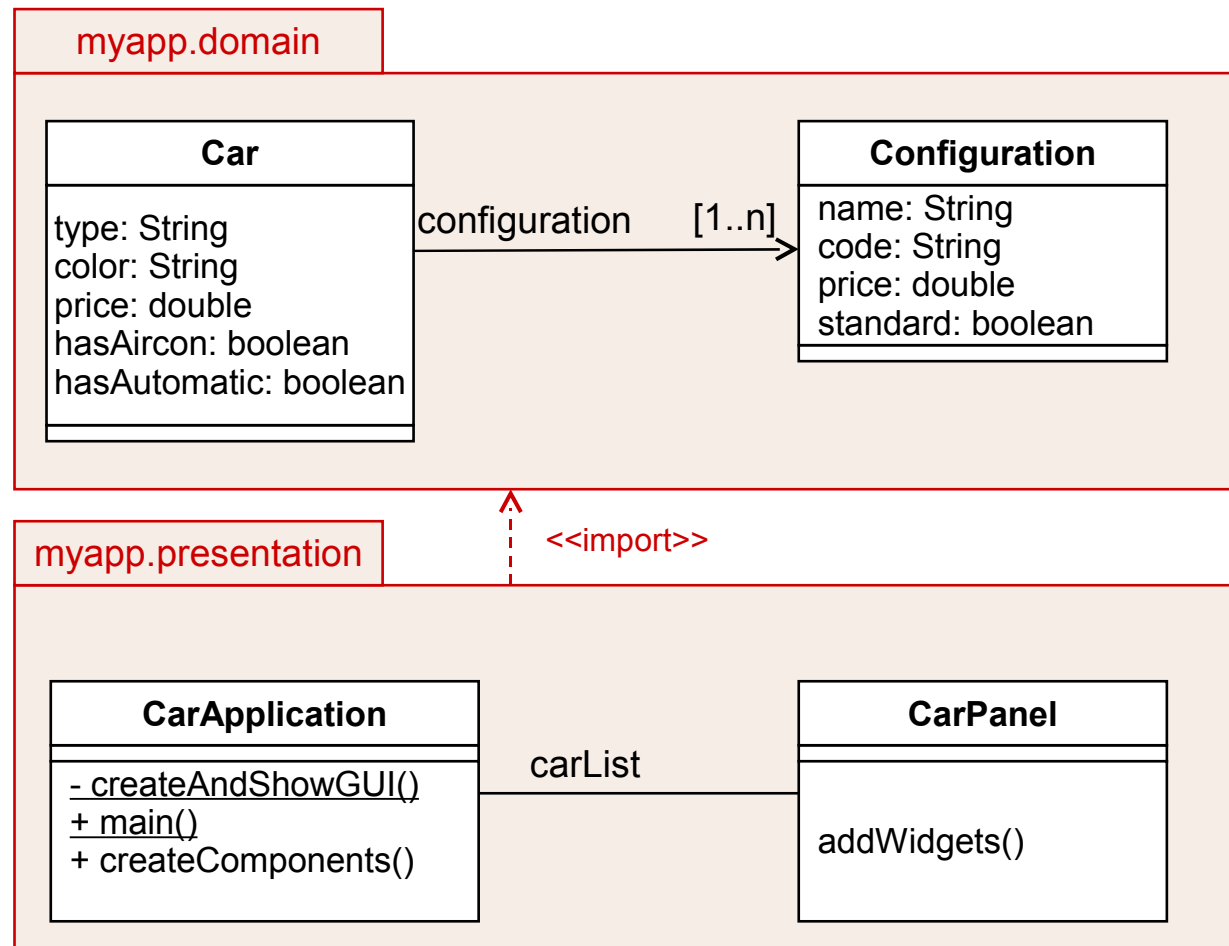 myapp.domain
Car
type: String
color: String
price: double
hasAircon: boolean
hasAutomatic: boolean
configuration
[1..n]
Configuration
name: String
code: String
price: double
standard: boolean
<<import>>
myapp.presentation
CarApplication
- createAndShowGUI()
+ main()
+ createComponents()
carList
CarPanel
addWidgets()